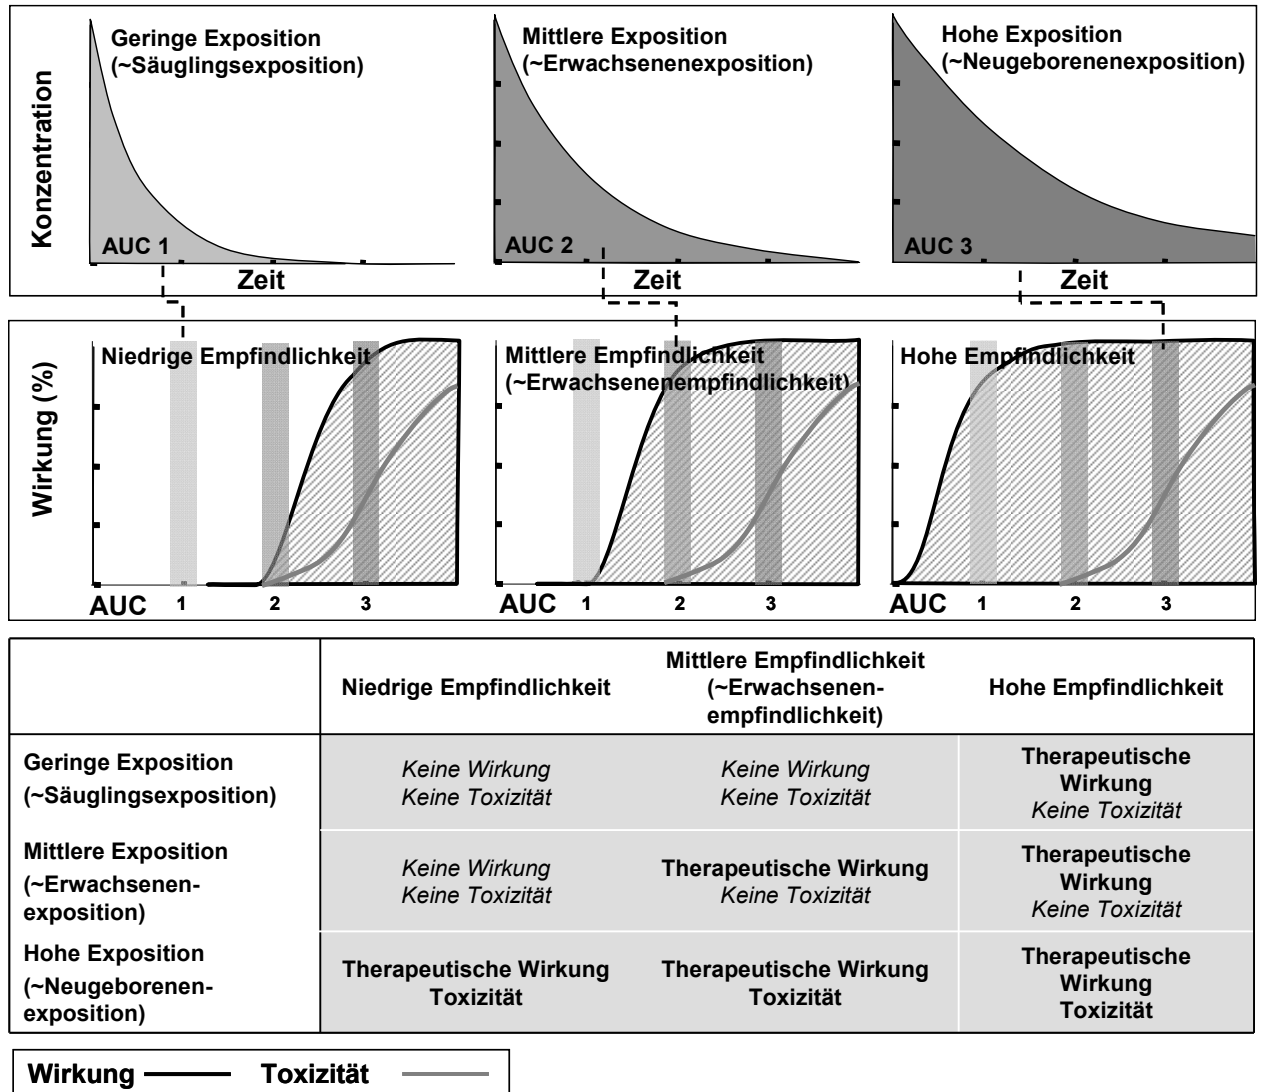 Konzentration
Geringe Exposition
(~Säuglingsexposition)
AUC 1
Zeit
Mittlere Exposition
(~Erwachsenenexposition)
AUC 2
Zeit
Hohe Exposition
(~Neugeborenenexposition)
AUC 3
Zeit
Wirkung (%)
Niedrige Empfindlichkeit
AUC 1 2 3
Mittlere Empfindlichkeit
(~Erwachsenenempfindlichkeit)
AUC 1 2 3
Hohe Empfindlichkeit
AUC 1 2 3
Niedrige Empfindlichkeit
Mittlere Empfindlichkeit
(~Erwachsenen-
empfindlichkeit)
Hohe Empfindlichkeit
Geringe Exposition
(~Säuglingsexposition)
Keine Wirkung
Keine Toxizität
Keine Wirkung
Keine Toxizität
Therapeutische
Wirkung
Keine Toxizität
Mittlere Exposition
(~Erwachsenen-
exposition)
Keine Wirkung
Keine Toxizität
Therapeutische Wirkung
Keine Toxizität
Therapeutische
Wirkung
Keine Toxizität
Hohe Exposition
(~Neugeborenen-
exposition)
Therapeutische Wirkung
Toxizität
Therapeutische Wirkung
Toxizität
Therapeutische
Wirkung
Toxizität
Wirkung Toxizität